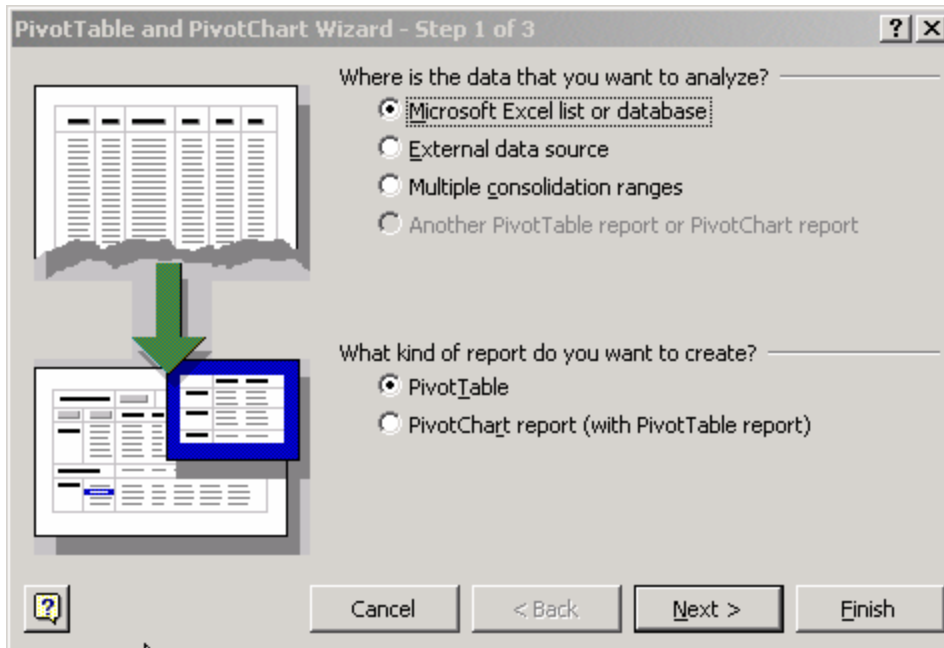 PivotTable and PivotChart Wizard - Step 1 of 3
Where is the data that you want to analyze?
Microsoft Excel list or database
External data source
Multiple consolidation ranges
Another PivotTable report or PivotChart report
What kind of report do you want to create?
PivotTable
PivotChart report (with PivotTable report)
Cancel
< Back
Next >
Finish